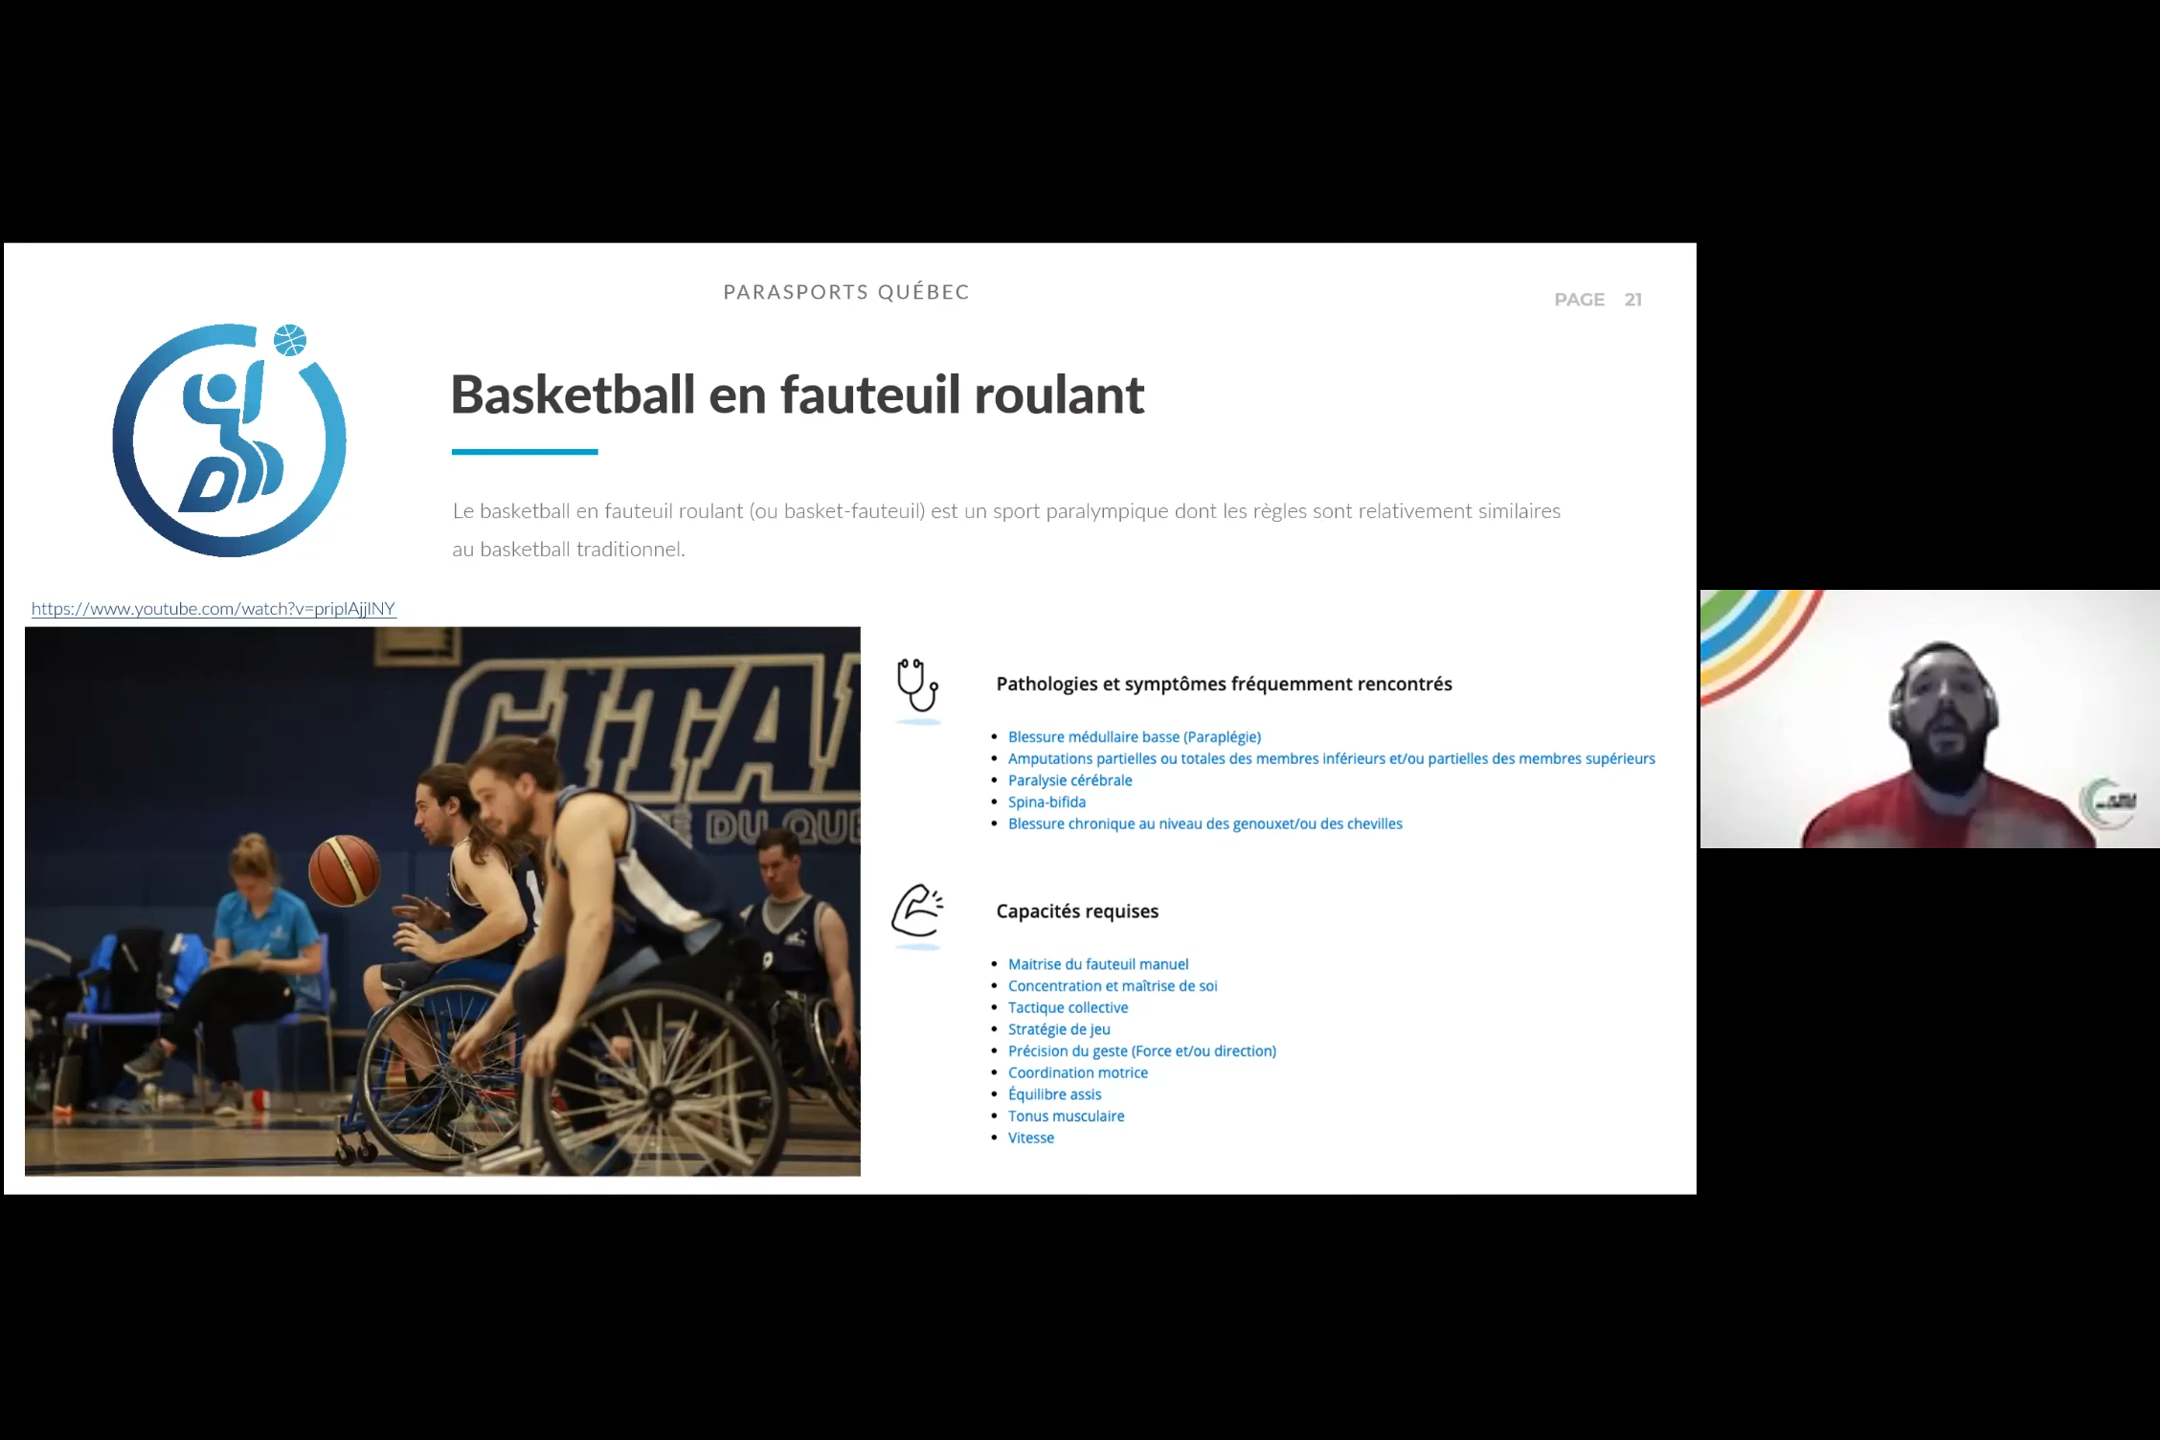 PARASPORTS QUÉBEC
PAGE 21
Basketball en fauteuil roulant
Le basketball en fauteuil roulant (ou basket-fauteuil) est un sport paralympique dont les règles sont relativement similaires
au basketball traditionnel.
https://www.youtube.com/watch?v=priplAjjlNY
CITA
DU QUÉ
9
Pathologies et symptômes fréquemment rencontrés
• Blessure médullaire basse (Paraplégie)
• Amputations partielles ou totales des membres inférieurs et/ou partielles des membres supérieurs
• Paralysie cérébrale
• Spina-bifida
• Blessure chronique au niveau des genouxet/ou des chevilles
Capacités requises
• Maitrise du fauteuil manuel
• Concentration et maîtrise de soi
• Tactique collective
• Stratégie de jeu
• Précision du geste (Force et/ou direction)
• Coordination motrice
• Équilibre assis
• Tonus musculaire
• Vitesse